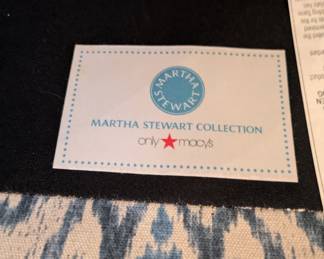 MARTHA
STEWART
MARTHA STEWART COLLECTION
only macy's